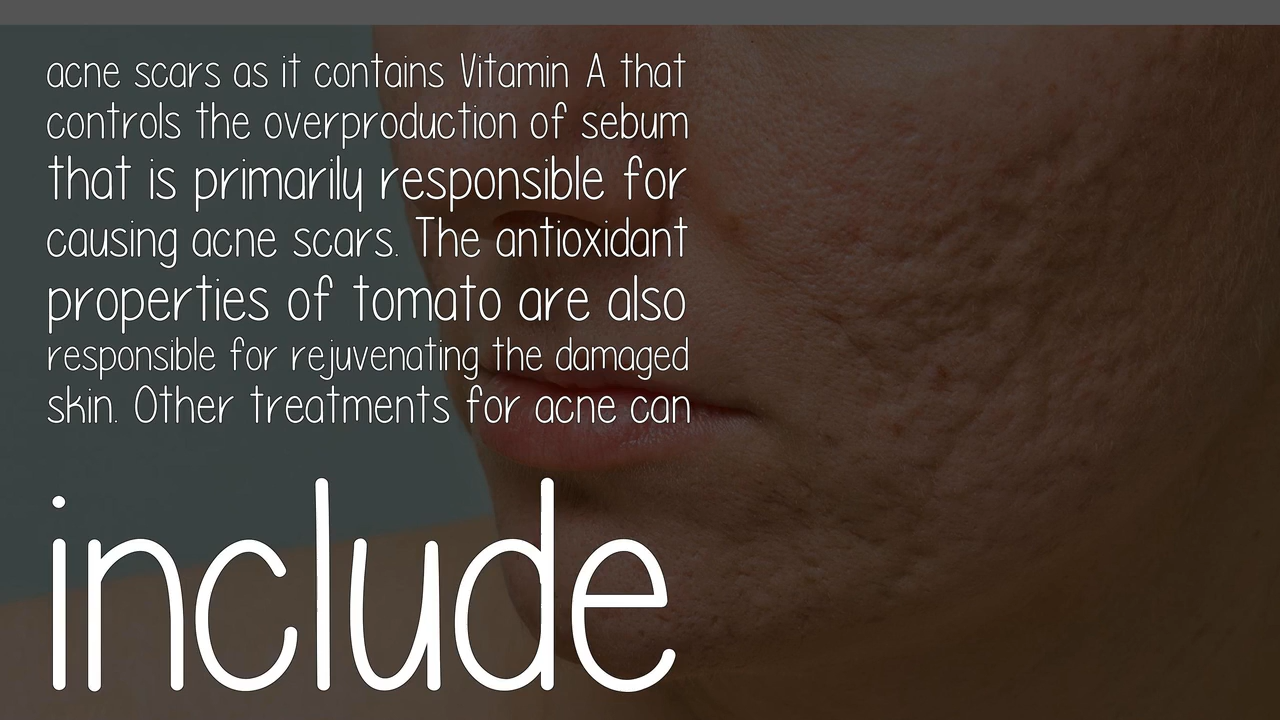 acne scars as it contains Vitamin A that
controls the overproduction of sebum
that is primarily responsible for
causing acne scars. The antioxidant
properties of tomato are also
responsible for rejuvenating the damaged
skin. Other treatments for acne can
include